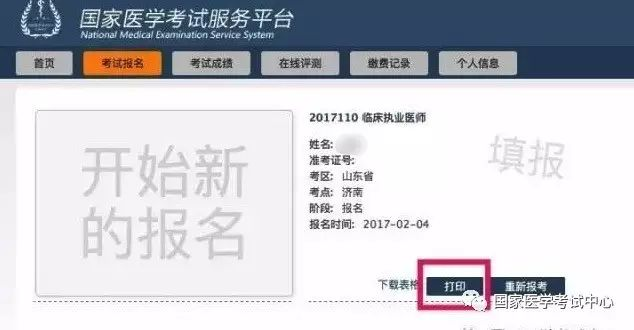 国家医学考试服务平台
National Medical Examination Service System
首页 考试报名 考试成绩 在线评测 缴费记录 个人信息
开始新
的报名
2017110 临床执业医师
姓名:
准考证号:
考区: 山东省
考点: 济南
阶段: 报名
报名时间: 2017-02-04
填报
下载表格 打印 重新报考
国家医学考试中心